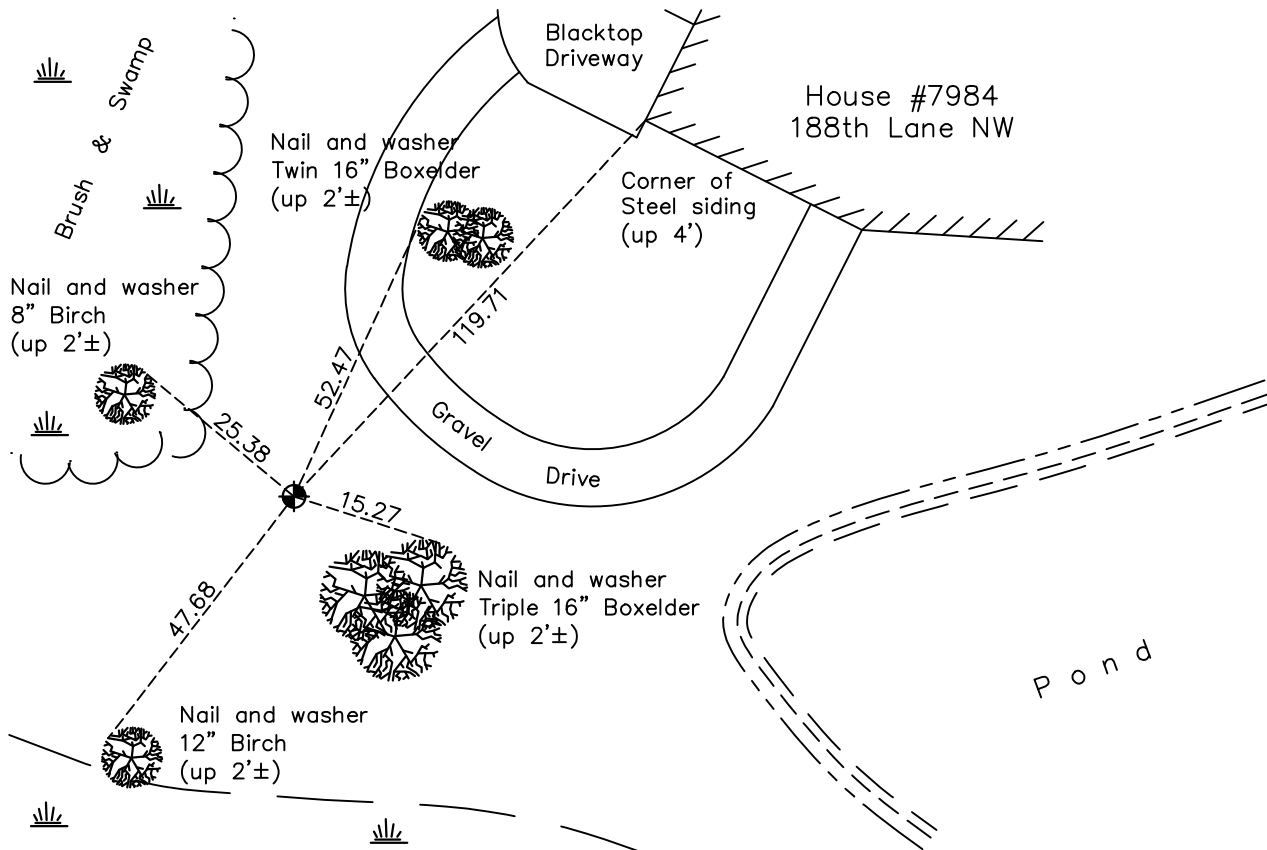 Blacktop
Driveway
House #7984
188th Lane NW
Brush & Swamp
Nail and washer
Twin 16" Boxelder
(up 2'±)
Corner of
Steel siding
(up 4')
Nail and washer
8" Birch
(up 2'±)
119.71
52.47
25.38
Gravel Drive
15.27
47.68
Nail and washer
Triple 16" Boxelder
(up 2'±)
Pond
Nail and washer
12" Birch
(up 2'±)